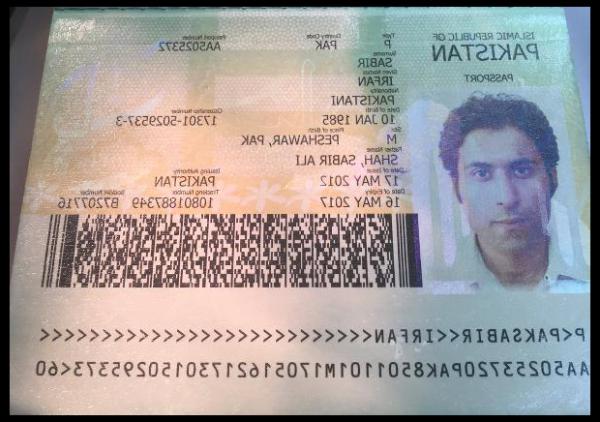 ISLAMIC REPUBLIC OF
PAKISTAN
PASSPORT
Type Country Code Passport Number
P PAK AA5025372
Surname
SABIR
Given Names
IRFAN
Nationality
PAKISTANI
Date of Birth Citizenship Number
10 JAN 1985 17301-5029537-3
Sex Place of Birth
M PESHAWAR, PAK
Father Name
SHAH, SABIR ALI
Date of Issue Issuing Authority
17 MAY 2012 PAKISTAN
Date of Expiry Tracking Number Booklet Number
16 MAY 2017 10801887349 B7207716
P<PAKSABIR<<IRFAN<<<<<<<<<<<<<<<<<<<<<<<<<<<
AA50253720PAK8501101M17051621730150295373<60